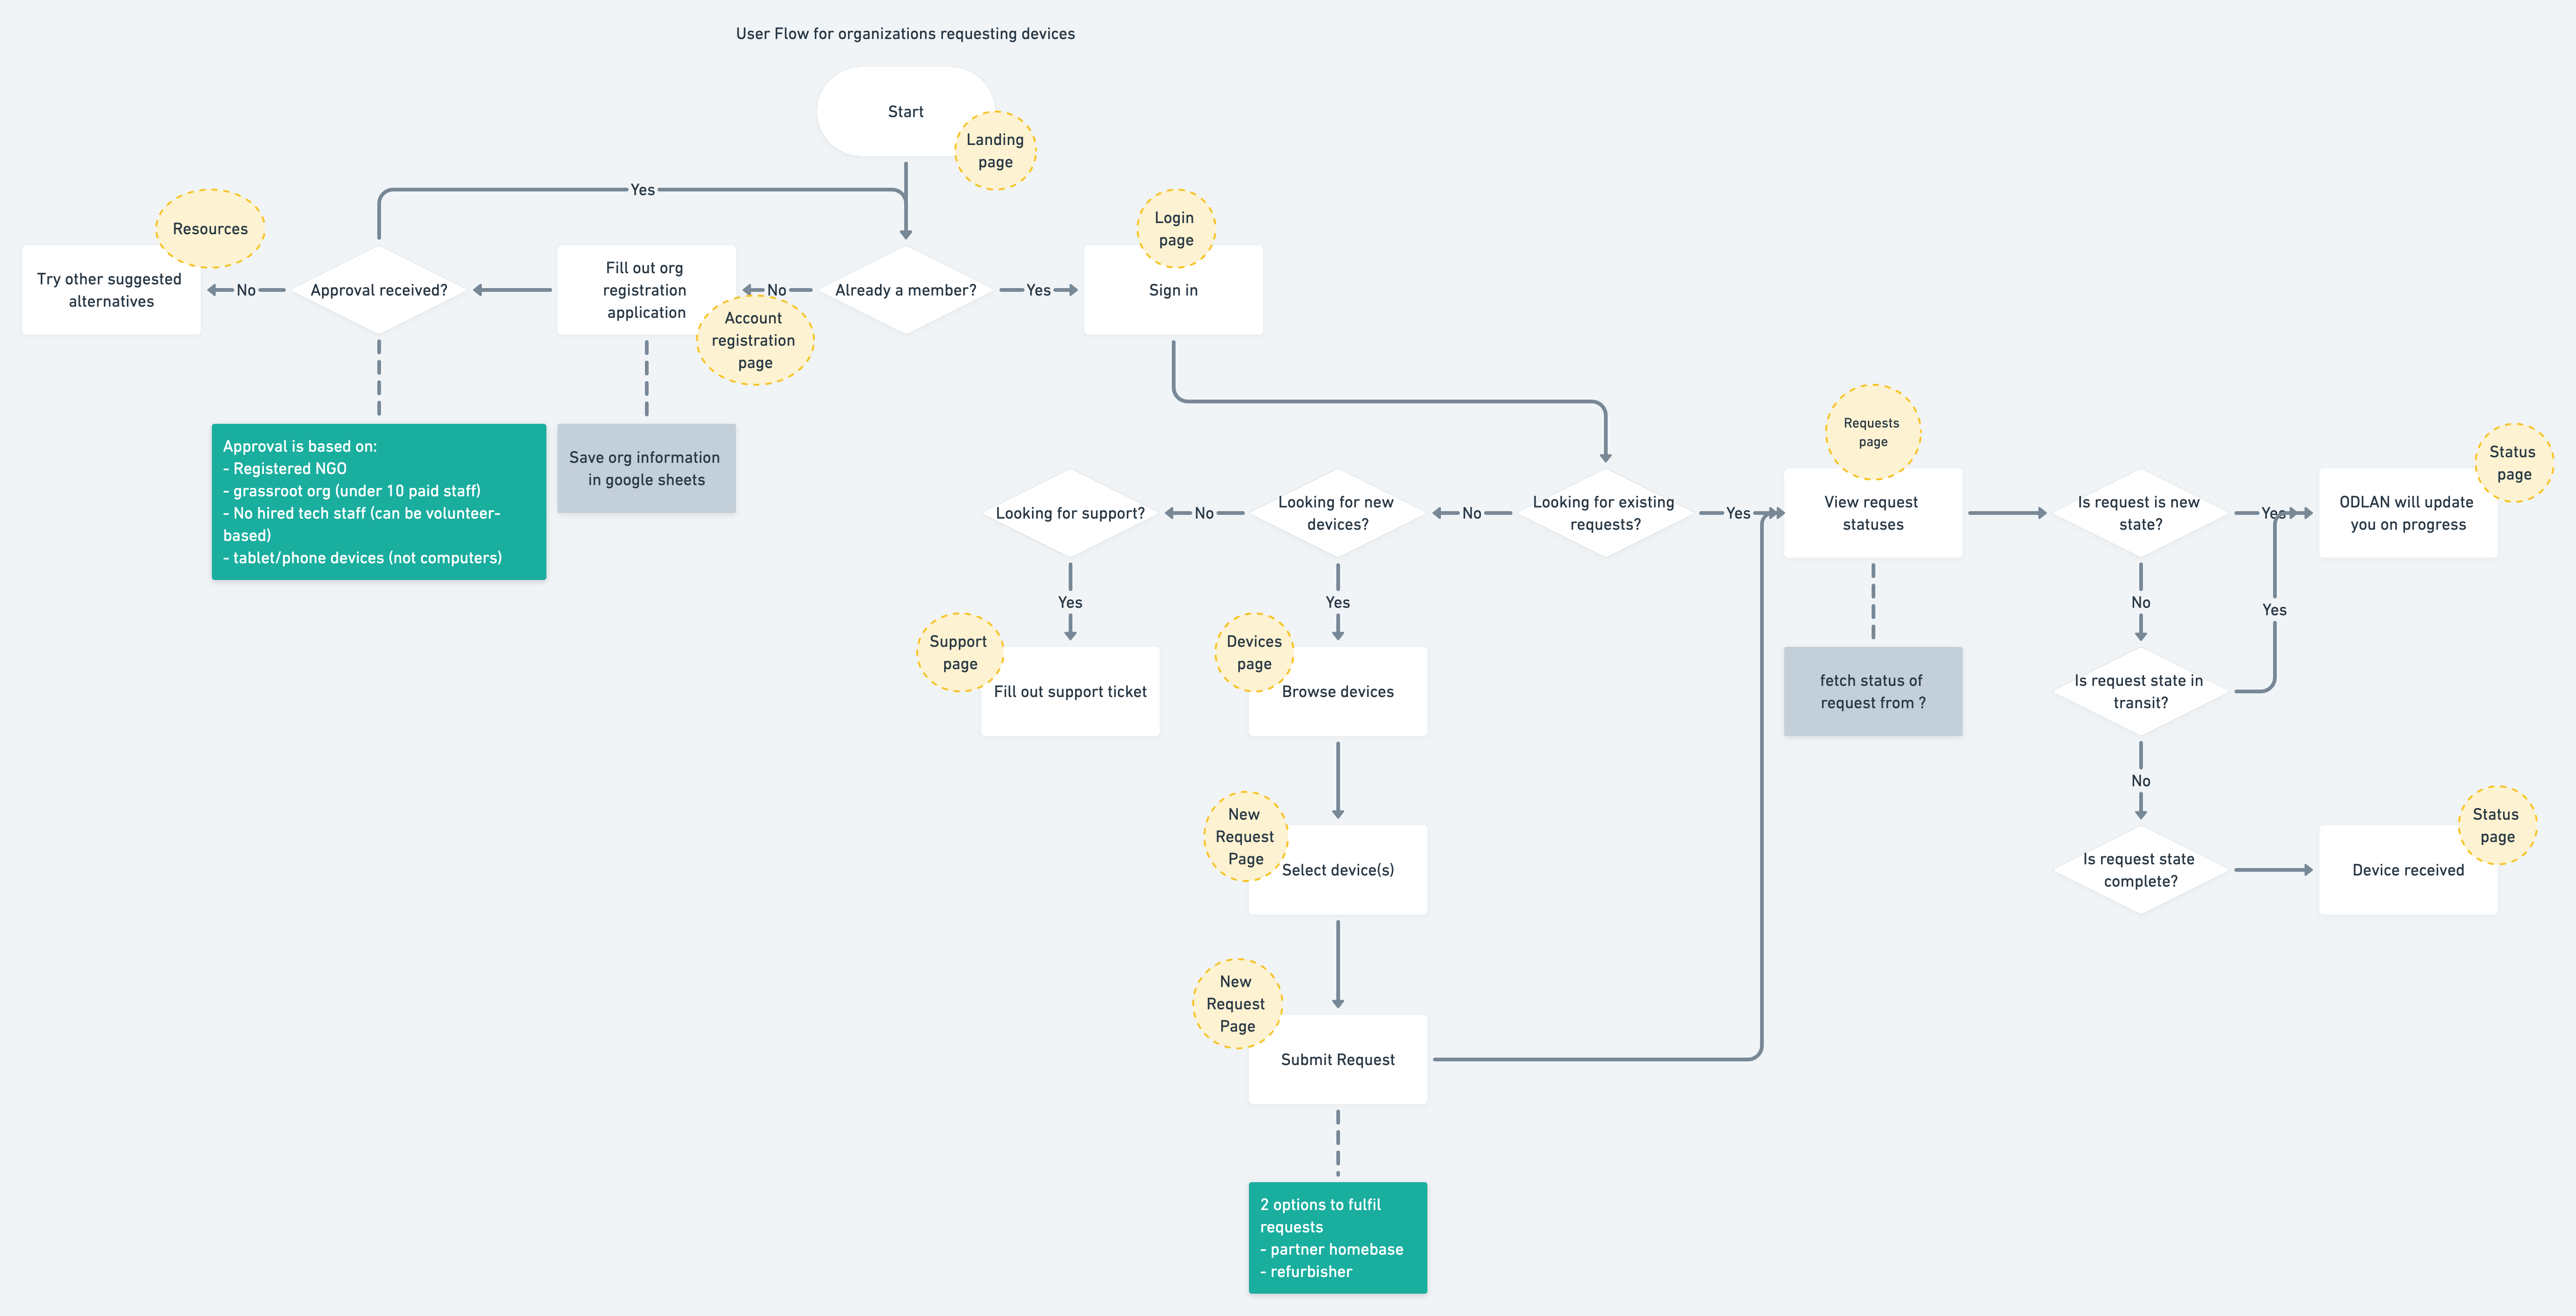 User Flow for organizations requesting devices
Start
Landing
page
Yes
Resources
Login
page
Try other suggested
alternatives
No
Approval received?
Fill out org
registration
application
No
Account
registration
page
Already a member?
Yes
Sign in
Approval is based on:
- Registered NGO
- grassroot org (under 10 paid staff)
- No hired tech staff (can be volunteer-
based)
- tablet/phone devices (not computers)
Save org information
in google sheets
Requests
page
Status
page
Looking for support?
No
Looking for new
devices?
No
Looking for existing
requests?
Yes
View request
statuses
Is request is new
state?
Yes
ODLAN will update
you on progress
Yes
Yes
No
Yes
Support
page
Fill out support ticket
Devices
page
Browse devices
fetch status of
request from ?
Is request state in
transit?
No
New
Request
Page
Select device(s)
Is request state
complete?
Status
page
Device received
New
Request
Page
Submit Request
2 options to fulfil
requests
- partner homebase
- refurbisher